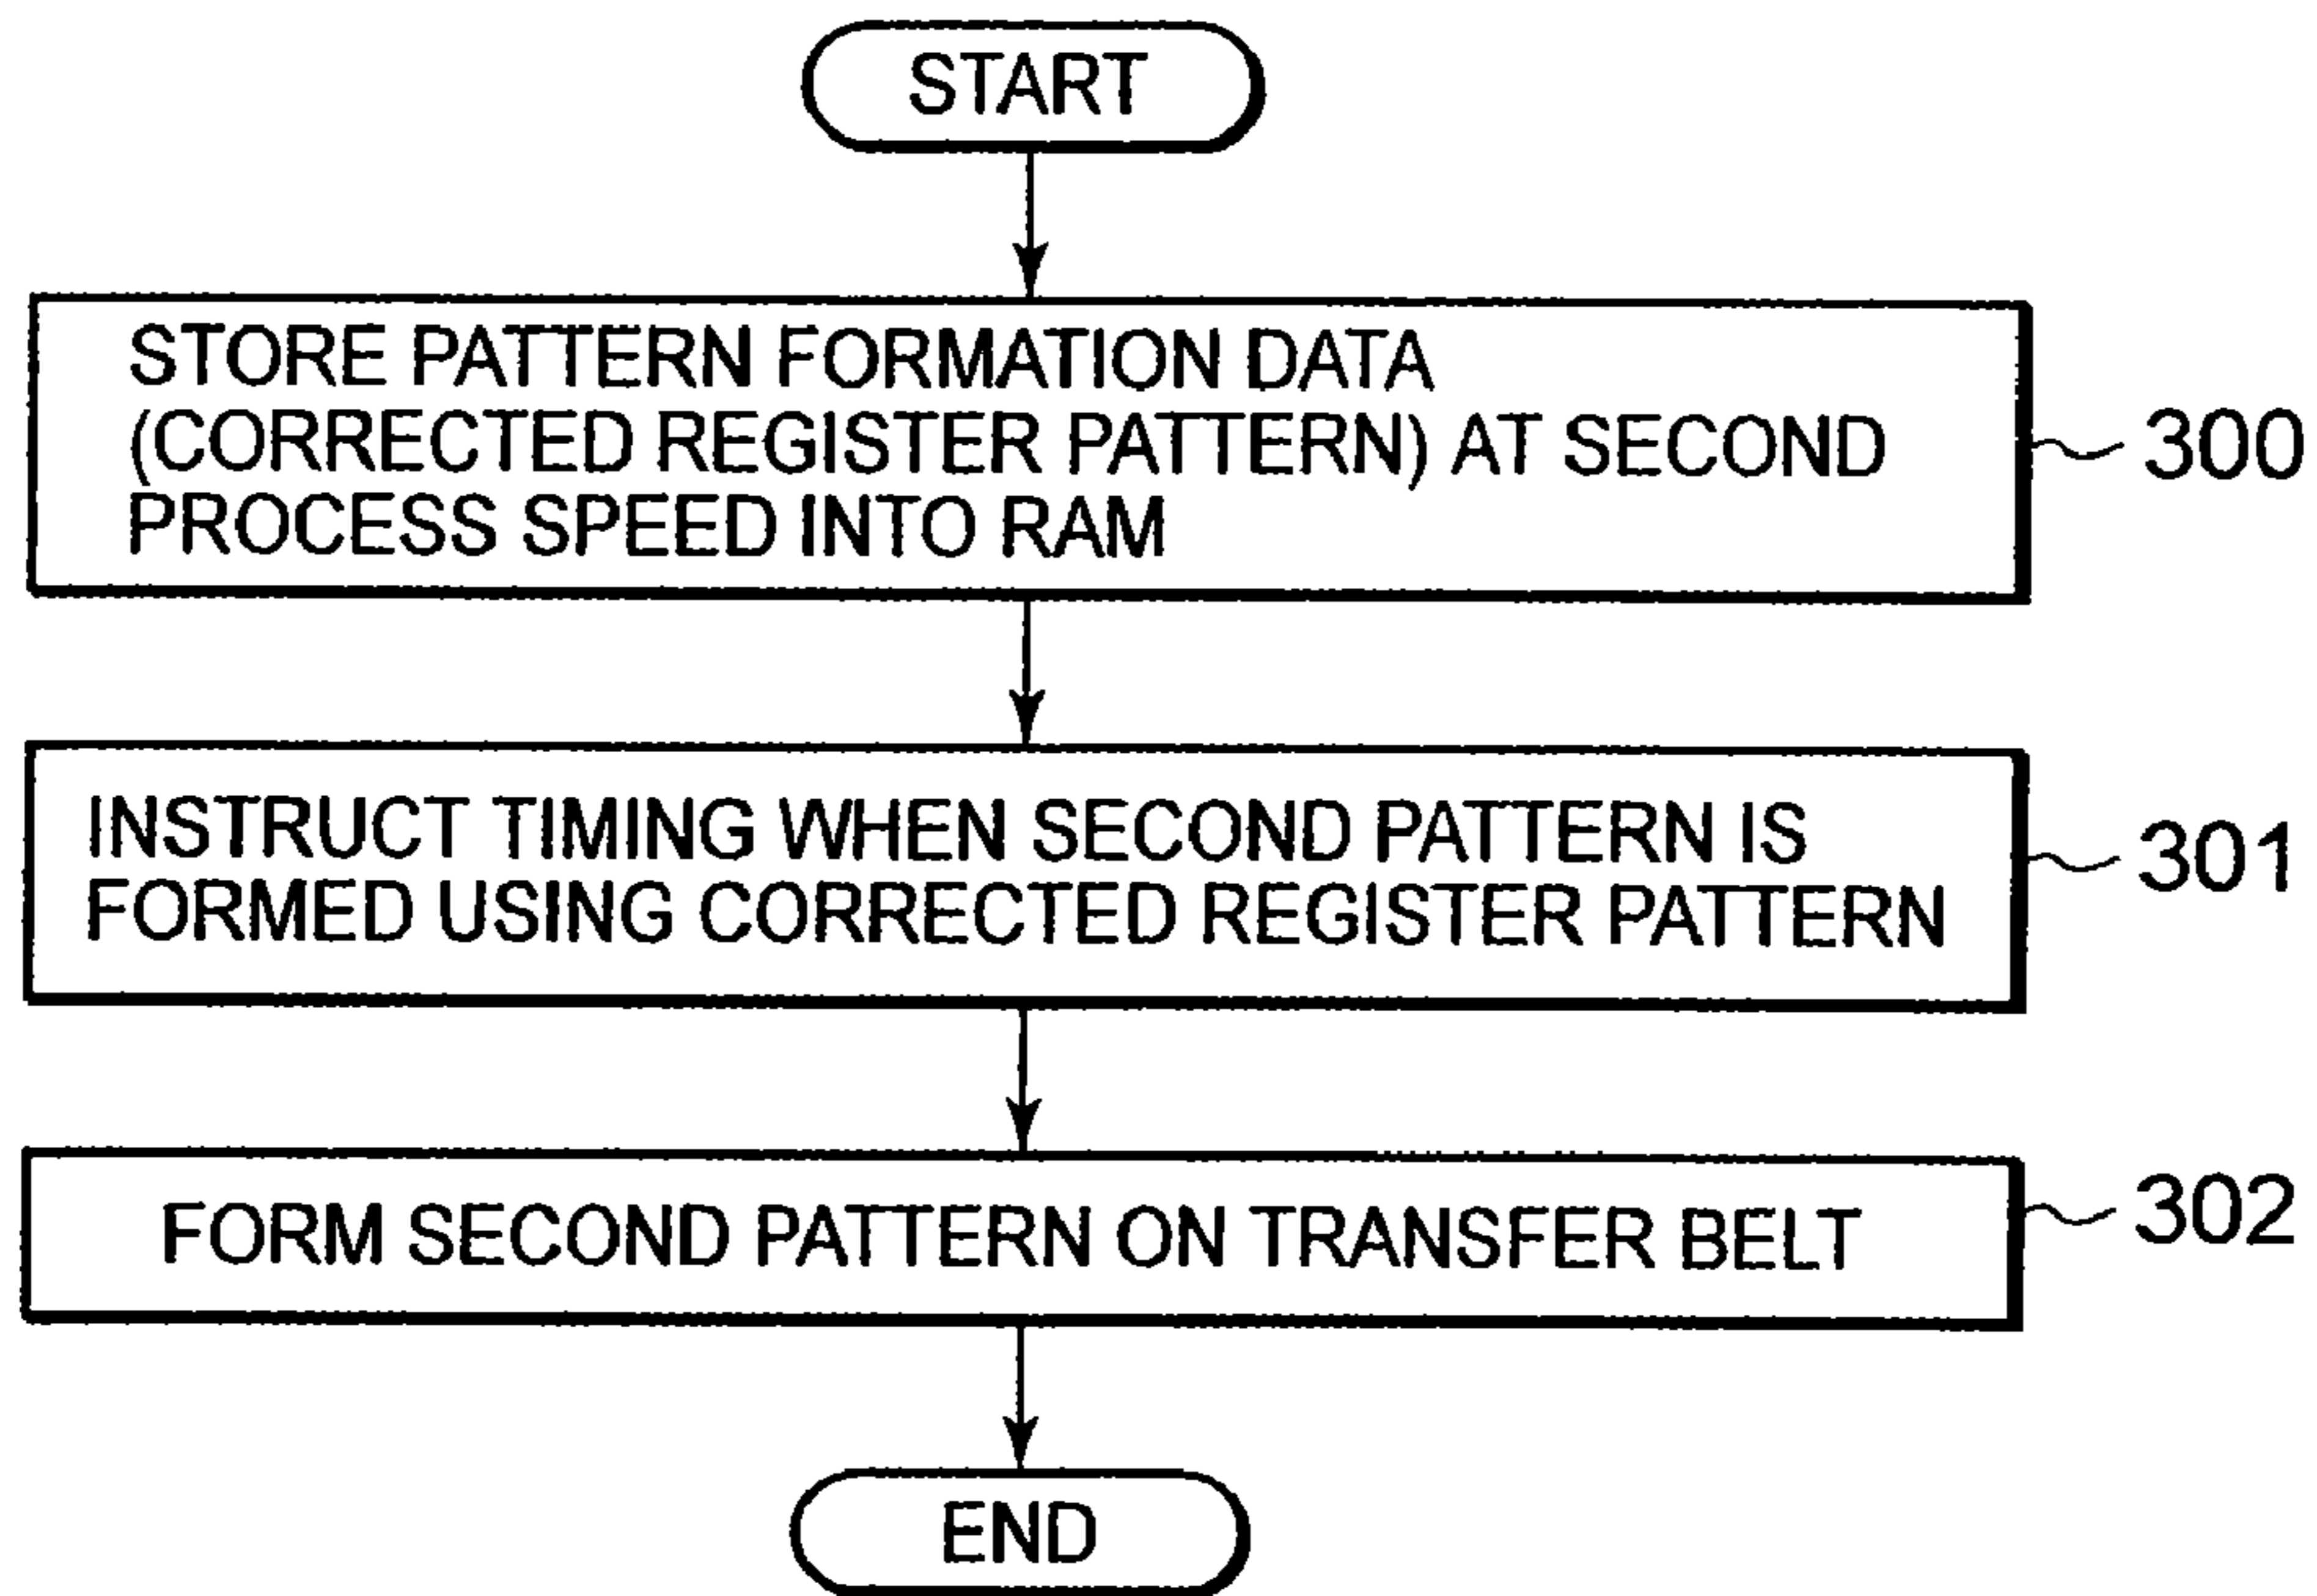 START
STORE PATTERN FORMATION DATA
(CORRECTED REGISTER PATTERN) AT SECOND
PROCESS SPEED INTO RAM
300
INSTRUCT TIMING WHEN SECOND PATTERN IS
FORMED USING CORRECTED REGISTER PATTERN
301
FORM SECOND PATTERN ON TRANSFER BELT
302
END